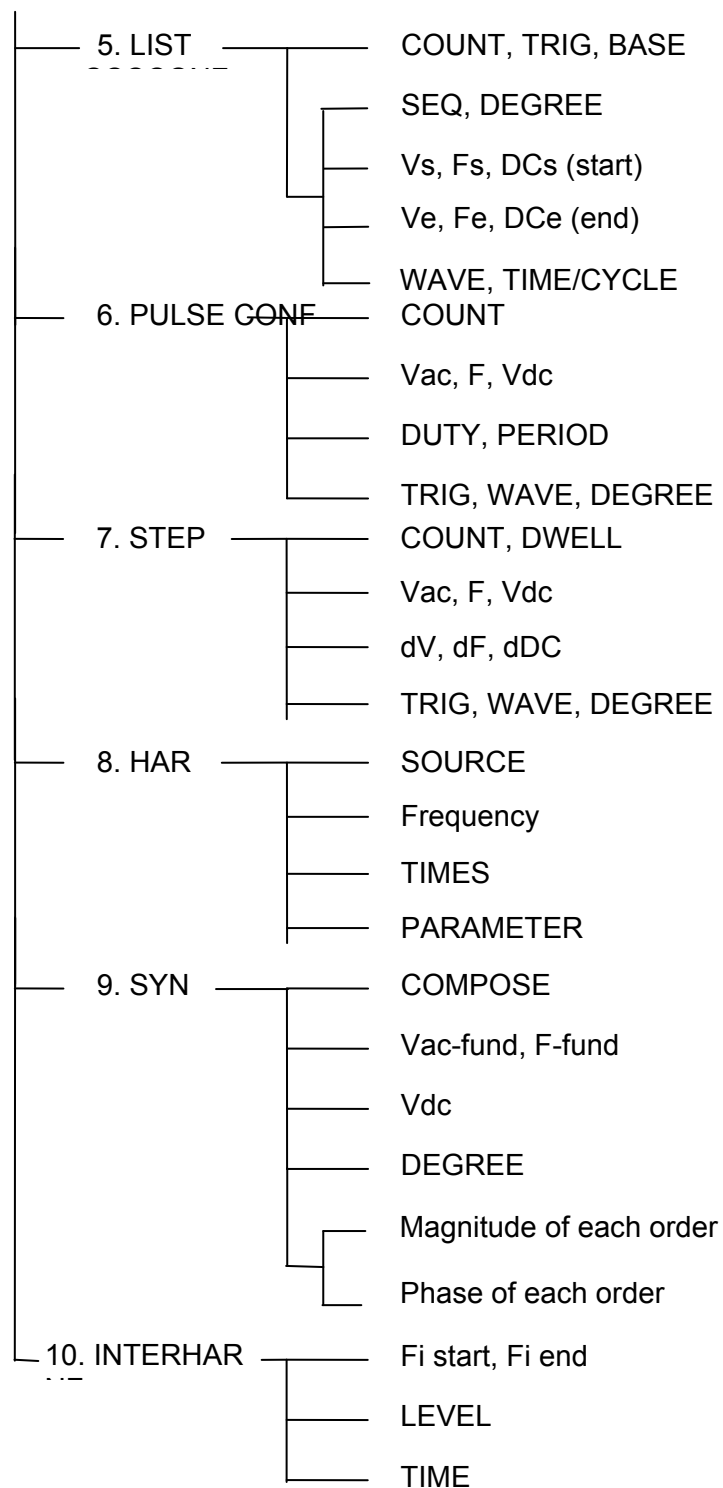 5. LIST
COUNT, TRIG, BASE
SEQ, DEGREE
Vs, Fs, DCs (start)
Ve, Fe, DCe (end)
WAVE, TIME/CYCLE
6. PULSE CONF
COUNT
Vac, F, Vdc
DUTY, PERIOD
TRIG, WAVE, DEGREE
7. STEP
COUNT, DWELL
Vac, F, Vdc
dV, dF, dDC
TRIG, WAVE, DEGREE
8. HAR
SOURCE
Frequency
TIMES
PARAMETER
9. SYN
COMPOSE
Vac-fund, F-fund
Vdc
DEGREE
Magnitude of each order
Phase of each order
10. INTERHAR
Fi start, Fi end
LEVEL
TIME